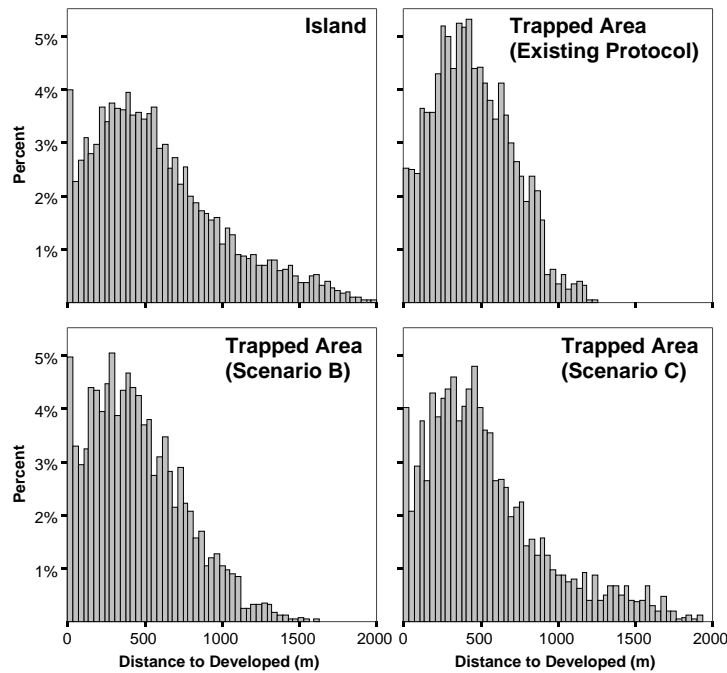 Island
Trapped Area
(Existing Protocol)
5%
4%
3%
2%
1%
Percent
Trapped Area
(Scenario B)
Trapped Area
(Scenario C)
5%
4%
3%
2%
1%
Percent
0 500 1000 1500 2000 0 500 1000 1500 2000
Distance to Developed (m) Distance to Developed (m)